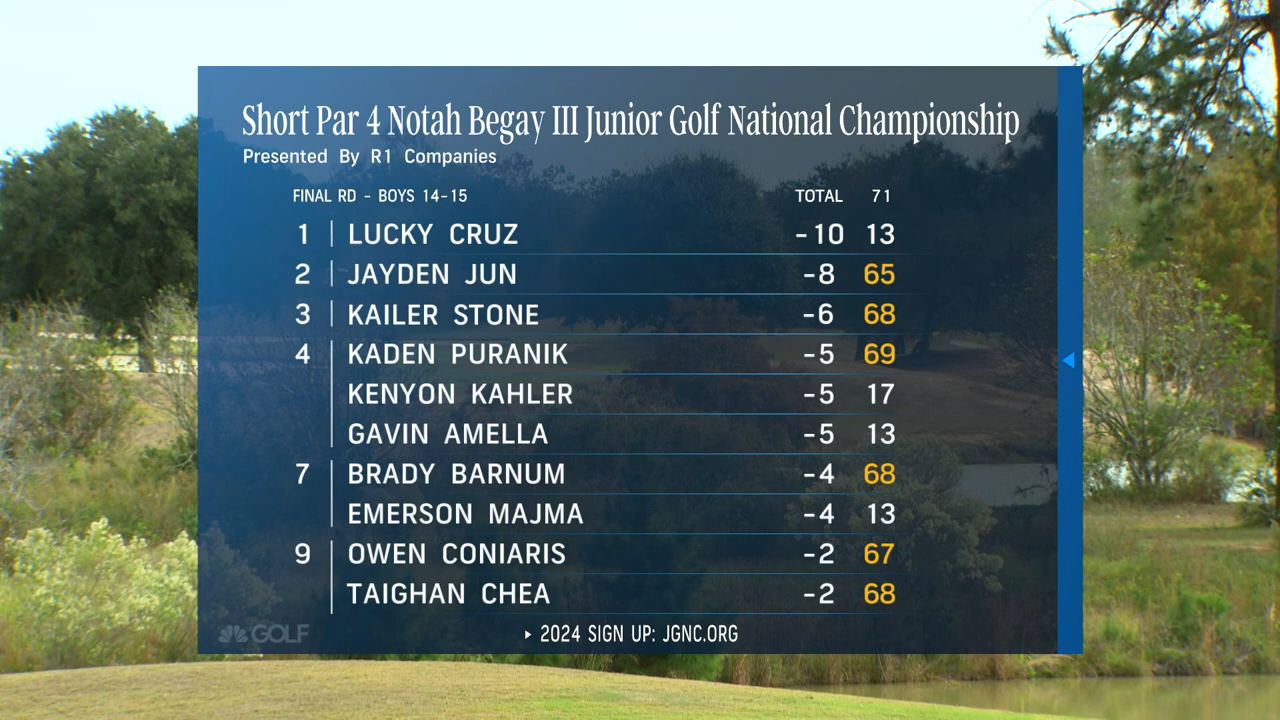 Short Par 4 Notah Begay III Junior Golf National Championship
Presented By R1 Companies
FINAL RD - BOYS 14-15 TOTAL 71
1 LUCKY CRUZ -10 13
2 JAYDEN JUN -8 65
3 KAILER STONE -6 68
4 KADEN PURANIK -5 69
KENYON KAHLER -5 17
GAVIN AMELLA -5 13
7 BRADY BARNUM -4 68
EMERSON MAJMA -4 13
9 OWEN CONIARIS -2 67
TAIGHAN CHEA -2 68
GOLF
2024 SIGN UP: JGNC.ORG